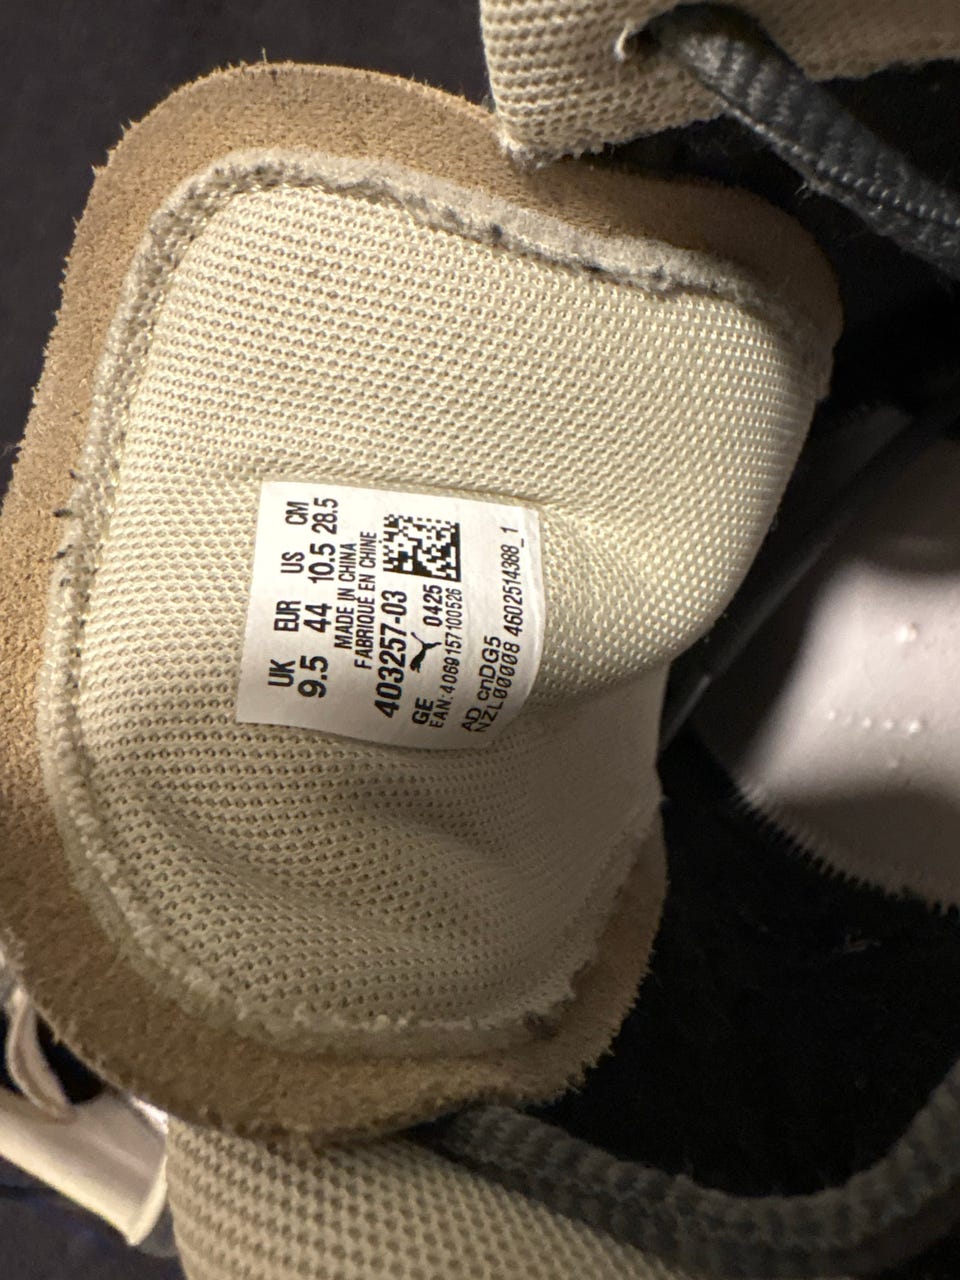 UK EUR US CM
9.5 44 10.5 28.5
MADE IN CHINA
FABRIQUÉ EN CHINE
403257-03
GE 0425
EAN:4069157100526
AD cnDG5
NZL00008 4602514388_1